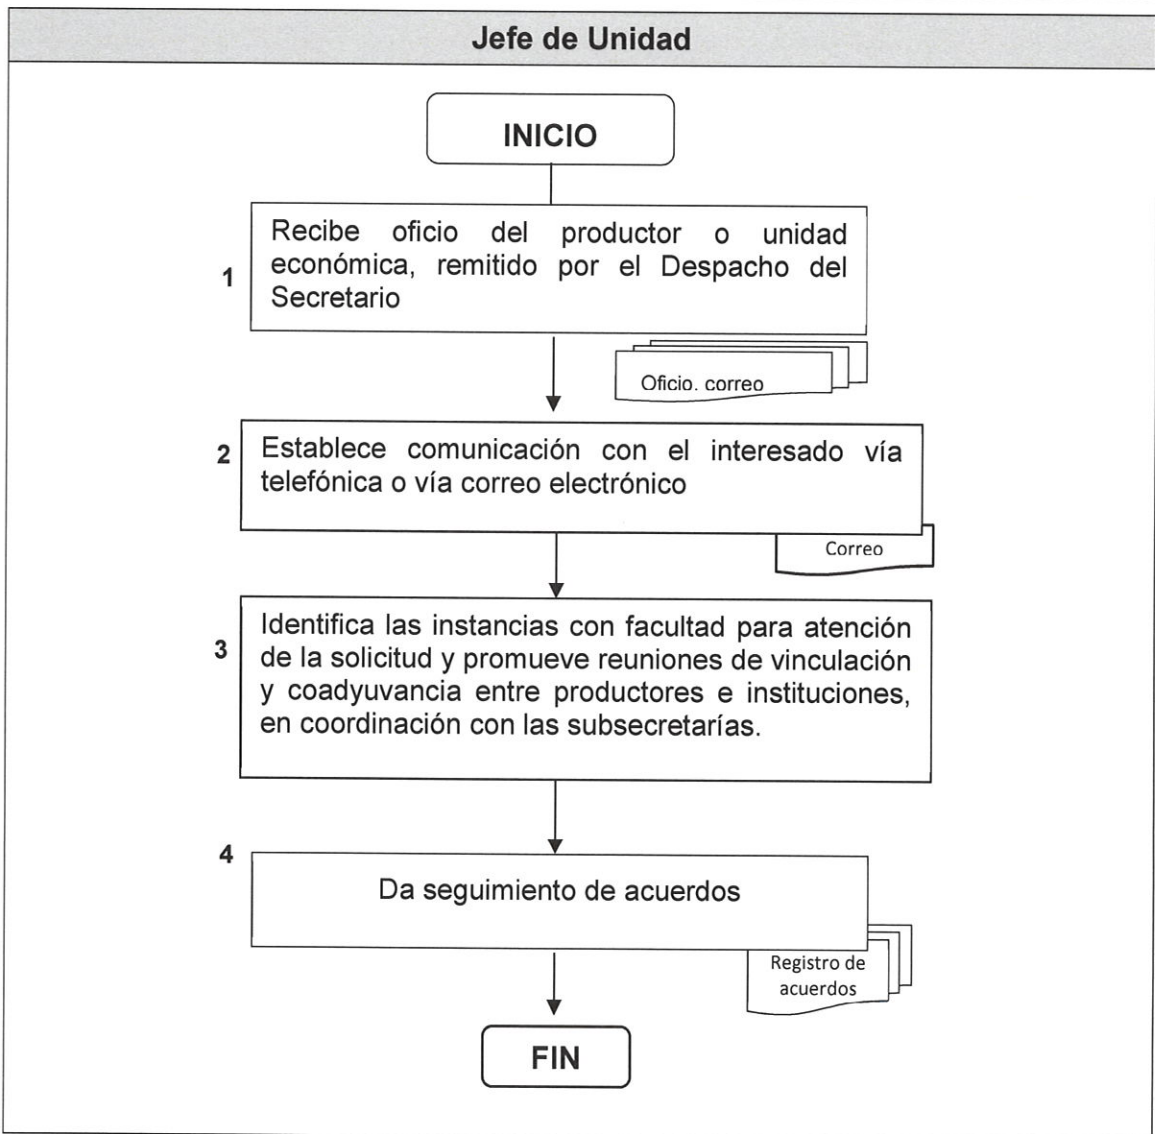 Jefe de Unidad
INICIO
1
Recibe oficio del productor o unidad
económica, remitido por el Despacho del
Secretario
Oficio. correo
2
Establece comunicación con el interesado vía
telefónica o vía correo electrónico
Correo
3
Identifica las instancias con facultad para atención
de la solicitud y promueve reuniones de vinculación
y coadyuvancia entre productores e instituciones,
en coordinación con las subsecretarías.
4
Da seguimiento de acuerdos
Registro de
acuerdos
FIN